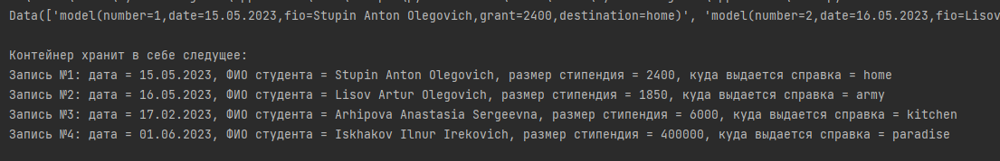 Data(['model(number=1,date=15.05.2023,fio=Stupin Anton Olegovich,grant=2400,destination=home)', 'model(number=2,date=16.05.2023,fio=Lisov
Контейнер хранит в себе следущее:
Запись №1: дата = 15.05.2023, ФИО студента = Stupin Anton Olegovich, размер стипендия = 2400, куда выдается справка = home
Запись №2: дата = 16.05.2023, ФИО студента = Lisov Artur Olegovich, размер стипендия = 1850, куда выдается справка = army
Запись №3: дата = 17.02.2023, ФИО студента = Arhipova Anastasia Sergeevna, размер стипендия = 6000, куда выдается справка = kitchen
Запись №4: дата = 01.06.2023, ФИО студента = Iskhakov Ilnur Irekovich, размер стипендия = 400000, куда выдается справка = paradise